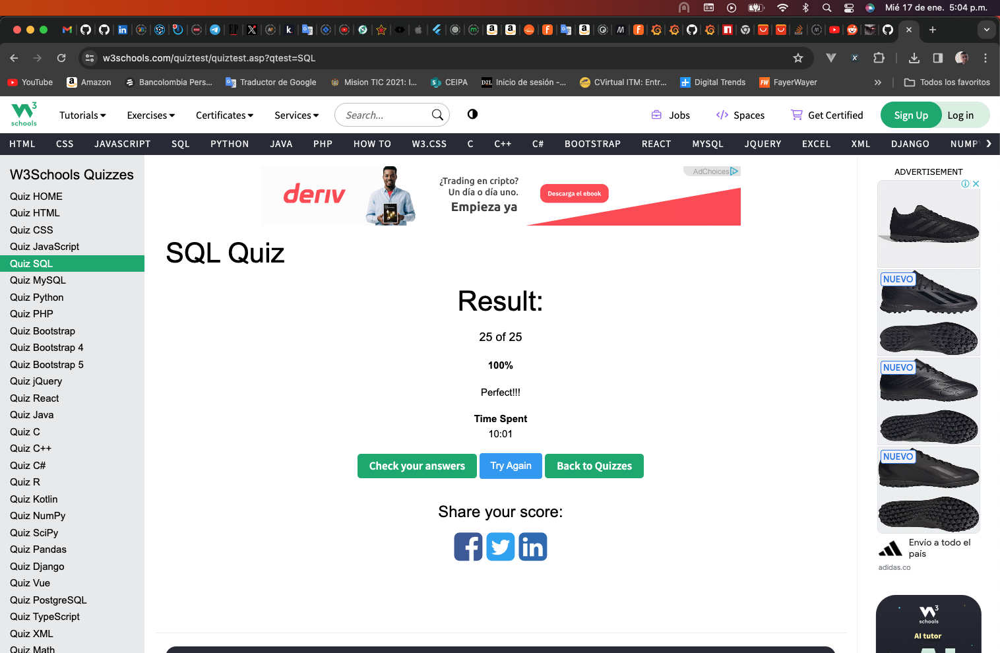 Mié 17 de ene. 5:04 p.m.
w3schools.com/quiztest/quiztest.asp?qtest=SQL
YouTube
Amazon
Bancolombia Pers...
Traductor de Google
Mision TIC 2021: I...
CEIPA
Inicio de sesión -...
CVirtual ITM: Entr...
Digital Trends
FayerWayer
»
Todos los favoritos
W3 schools
Tutorials
Exercises
Certificates
Services
Search...
Jobs
Spaces
Get Certified
Sign Up
Log in
HTML
CSS
JAVASCRIPT
SQL
PYTHON
JAVA
PHP
HOW TO
W3.CSS
C
C++
C#
BOOTSTRAP
REACT
MYSQL
JQUERY
EXCEL
XML
DJANGO
NUMP
W3Schools Quizzes
Quiz HOME
Quiz HTML
Quiz CSS
Quiz JavaScript
Quiz SQL
Quiz MySQL
Quiz Python
Quiz PHP
Quiz Bootstrap
Quiz Bootstrap 4
Quiz Bootstrap 5
Quiz jQuery
Quiz React
Quiz Java
Quiz C
Quiz C++
Quiz C#
Quiz R
Quiz Kotlin
Quiz NumPy
Quiz SciPy
Quiz Pandas
Quiz Django
Quiz Vue
Quiz PostgreSQL
Quiz TypeScript
Quiz XML
Quiz Math
deriv
¿Trading en cripto?
Un día o día uno.
Empieza ya
Descarga el ebook
AdChoices
SQL Quiz
Result:
25 of 25
100%
Perfect!!!
Time Spent
10:01
Check your answers
Try Again
Back to Quizzes
Share your score:
ADVERTISEMENT
NUEVO
NUEVO
NUEVO
Envío a todo el
país
adidas.co
W3 schools
AI tutor